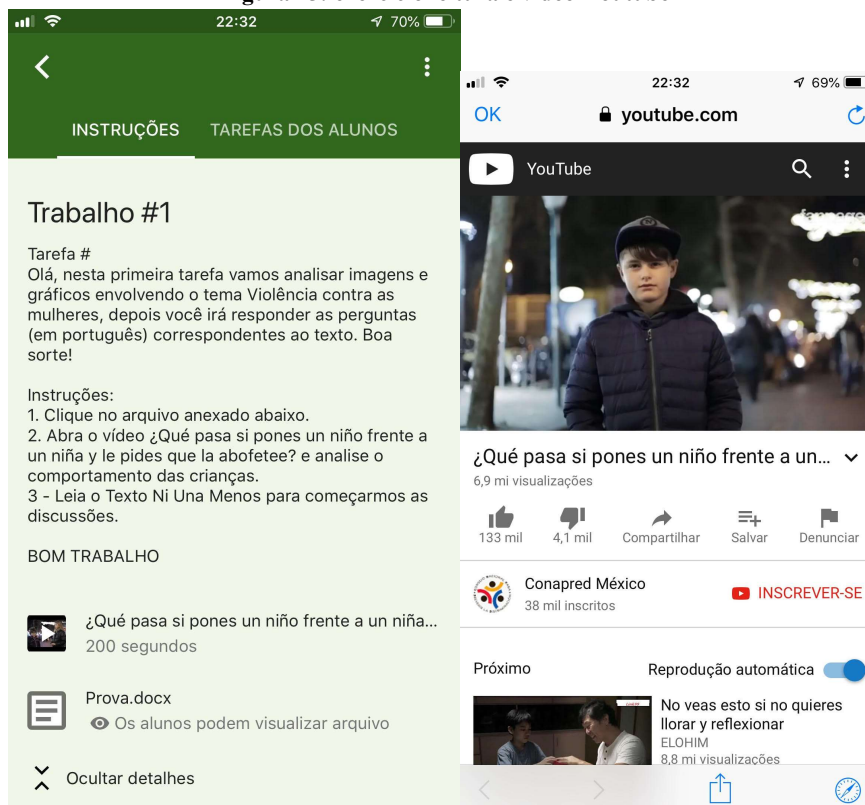 22:32
70%
INSTRUÇÕES TAREFAS DOS ALUNOS
Trabalho #1
Tarefa #
Olá, nesta primeira tarefa vamos analisar imagens e
gráficos envolvendo o tema Violência contra as
mulheres, depois você irá responder as perguntas
(em português) correspondentes ao texto. Boa
sorte!
Instruções:
1. Clique no arquivo anexado abaixo.
2. Abra o vídeo ¿Qué pasa si pones un niño frente a
un niña y le pides que la abofetee? e analise o
comportamento das crianças.
3 - Leia o Texto Ni Una Menos para começarmos as
discussões.
BOM TRABALHO
¿Qué pasa si pones un niño frente a un niña...
200 segundos
Prova.docx
Os alunos podem visualizar arquivo
Ocultar detalhes
22:32
69%
OK
youtube.com
YouTube
fanpage
¿Qué pasa si pones un niño frente a un...
6,9 mi visualizações
133 mil 4,1 mil Compartilhar Salvar Denunciar
Conapred México
38 mil inscritos
INSCREVER-SE
Próximo
Reprodução automática
No veas esto si no quieres
llorar y reflexionar
ELOHIM
8,8 mi visualizações